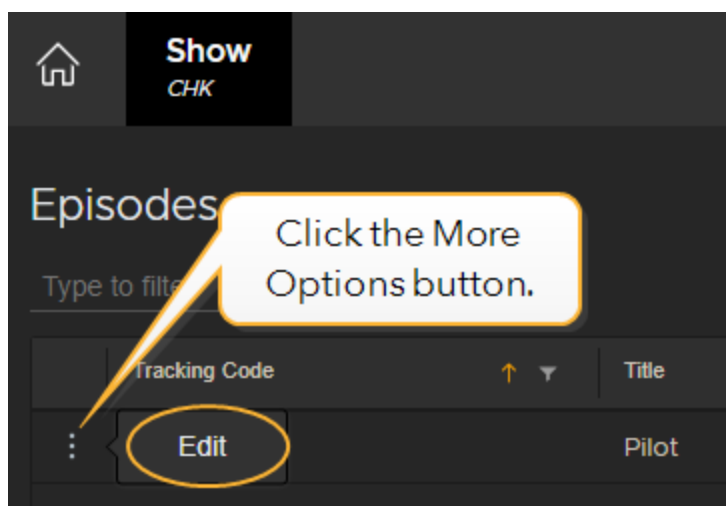 Show
CHK
Episodes
Click the More
Options button.
Type to filte
Tracking Code
Title
Edit
Pilot